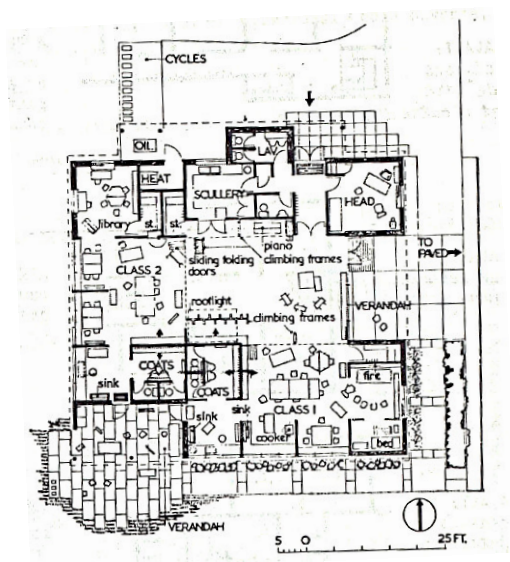 CYCLES
OIL
LAV
HEAT
SCULLERY
HEAD
library
st.
st.
piano
sliding folding
doors
climbing frames
TO
PAVED
CLASS 2
rooflight
climbing frames
VERANDAH
COATS
COATS
fire
sink
sink
sink
CLASS 1
cooker
bed
VERANDAH
5 0 25 FT.